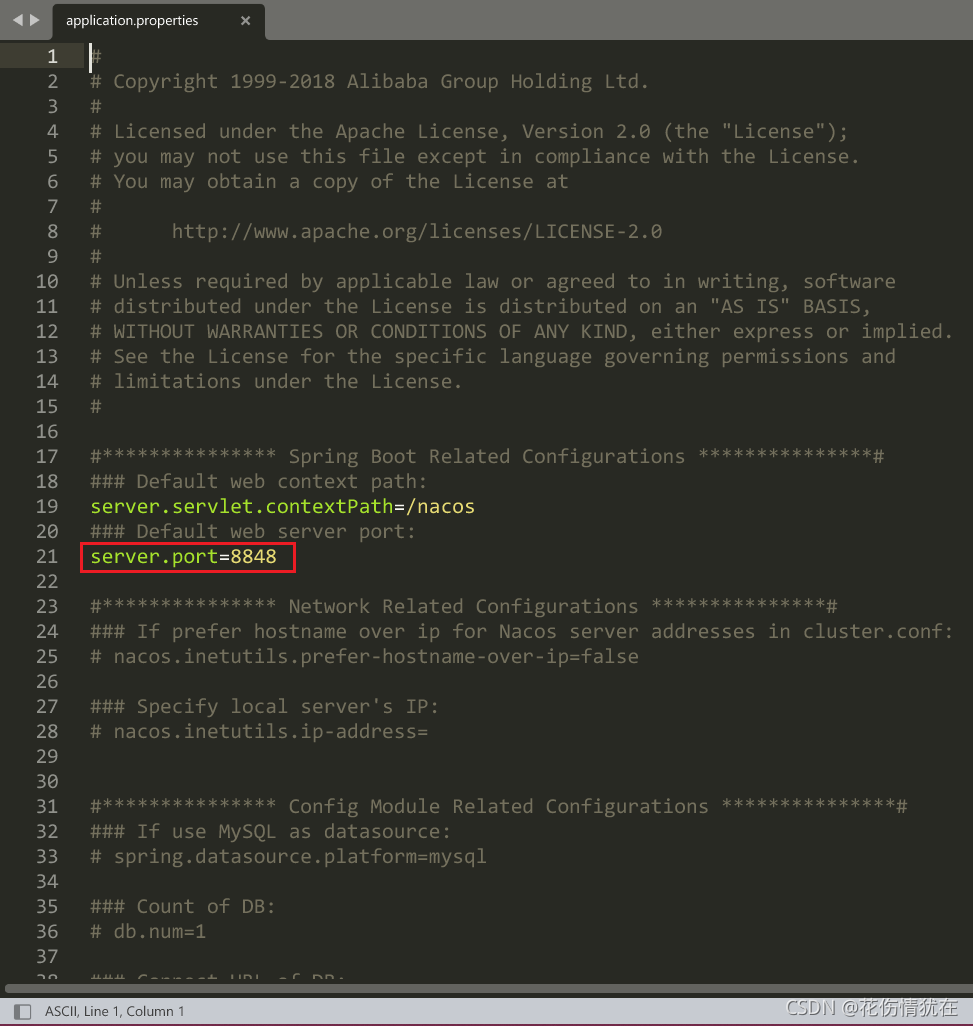 application.properties ×
1 #
2 # Copyright 1999-2018 Alibaba Group Holding Ltd.
3 #
4 # Licensed under the Apache License, Version 2.0 (the "License");
5 # you may not use this file except in compliance with the License.
6 # You may obtain a copy of the License at
7 #
8 #      http://www.apache.org/licenses/LICENSE-2.0
9 #
10 # Unless required by applicable law or agreed to in writing, software
11 # distributed under the License is distributed on an "AS IS" BASIS,
12 # WITHOUT WARRANTIES OR CONDITIONS OF ANY KIND, either express or implied.
13 # See the License for the specific language governing permissions and
14 # limitations under the License.
15 #
16
17 #*************** Spring Boot Related Configurations ***************#
18 ### Default web context path:
19 server.servlet.contextPath=/nacos
20 ### Default web server port:
21 server.port=8848
22
23 #*************** Network Related Configurations ***************#
24 ### If prefer hostname over ip for Nacos server addresses in cluster.conf:
25 # nacos.inetutils.prefer-hostname-over-ip=false
26
27 ### Specify local server's IP:
28 # nacos.inetutils.ip-address=
29
30
31 #*************** Config Module Related Configurations ***************#
32 ### If use MySQL as datasource:
33 # spring.datasource.platform=mysql
34
35 ### Count of DB:
36 # db.num=1
37
38 ### Connect URL of DB:
ASCII, Line 1, Column 1
CSDN @花伤情犹在